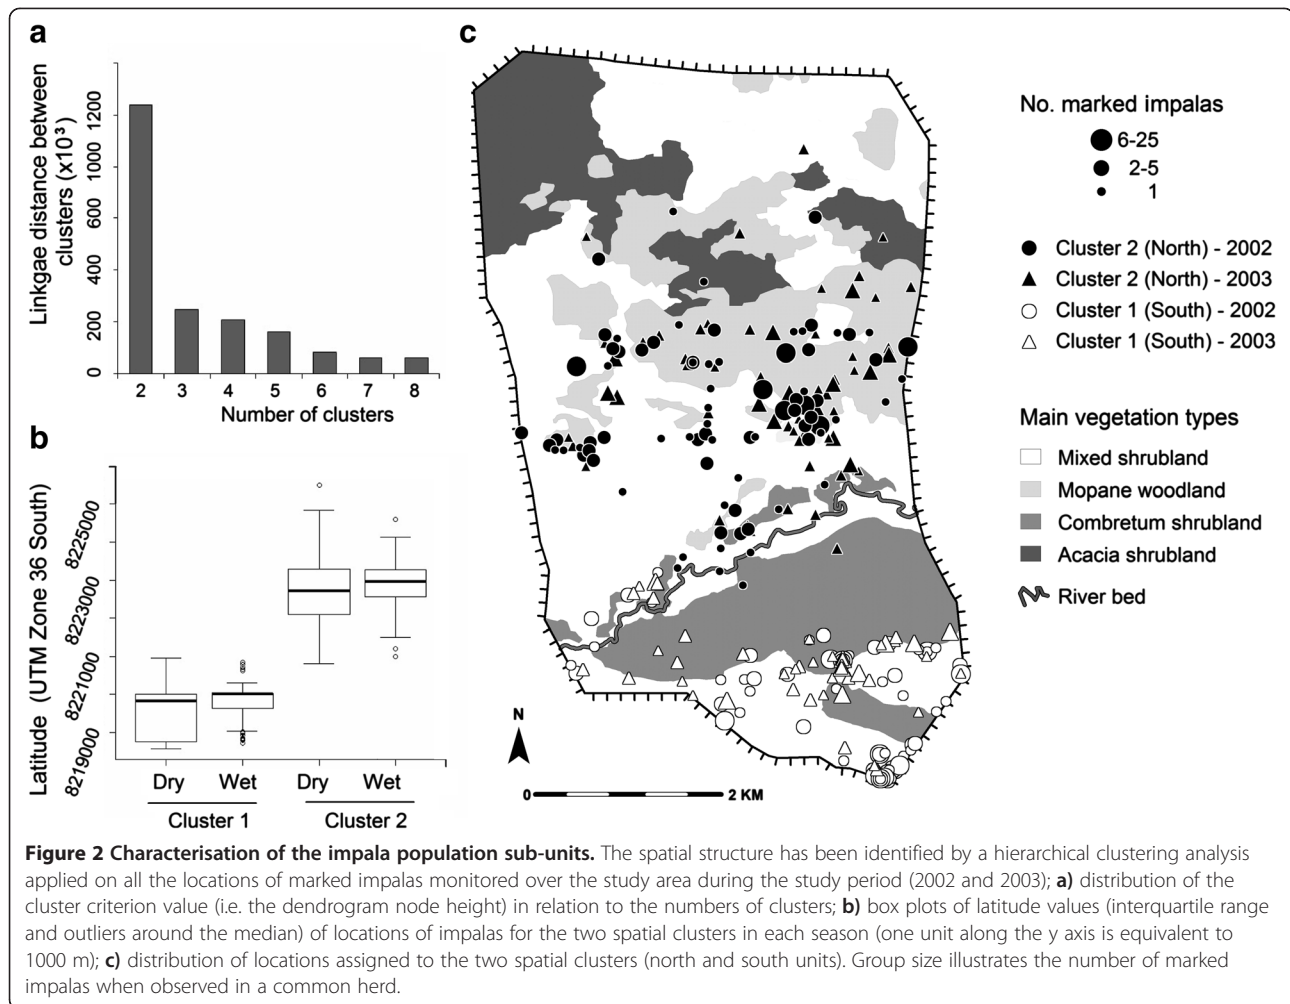 a
Linkgae distance between
clusters (x10³)
0 200 400 600 800 1000 1200
2 3 4 5 6 7 8
Number of clusters
b
Latitude (UTM Zone 36 South)
8219000 8221000 8223000 8225000
Dry Wet Dry Wet
Cluster 1 Cluster 2
c
N
0 2 KM
No. marked impalas
6-25
2-5
1
Cluster 2 (North) - 2002
Cluster 2 (North) - 2003
Cluster 1 (South) - 2002
Cluster 1 (South) - 2003
Main vegetation types
Mixed shrubland
Mopane woodland
Combretum shrubland
Acacia shrubland
River bed
Figure 2 Characterisation of the impala population sub-units. The spatial structure has been identified by a hierarchical clustering analysis
applied on all the locations of marked impalas monitored over the study area during the study period (2002 and 2003); a) distribution of the
cluster criterion value (i.e. the dendrogram node height) in relation to the numbers of clusters; b) box plots of latitude values (interquartile range
and outliers around the median) of locations of impalas for the two spatial clusters in each season (one unit along the y axis is equivalent to
1000 m); c) distribution of locations assigned to the two spatial clusters (north and south units). Group size illustrates the number of marked
impalas when observed in a common herd.